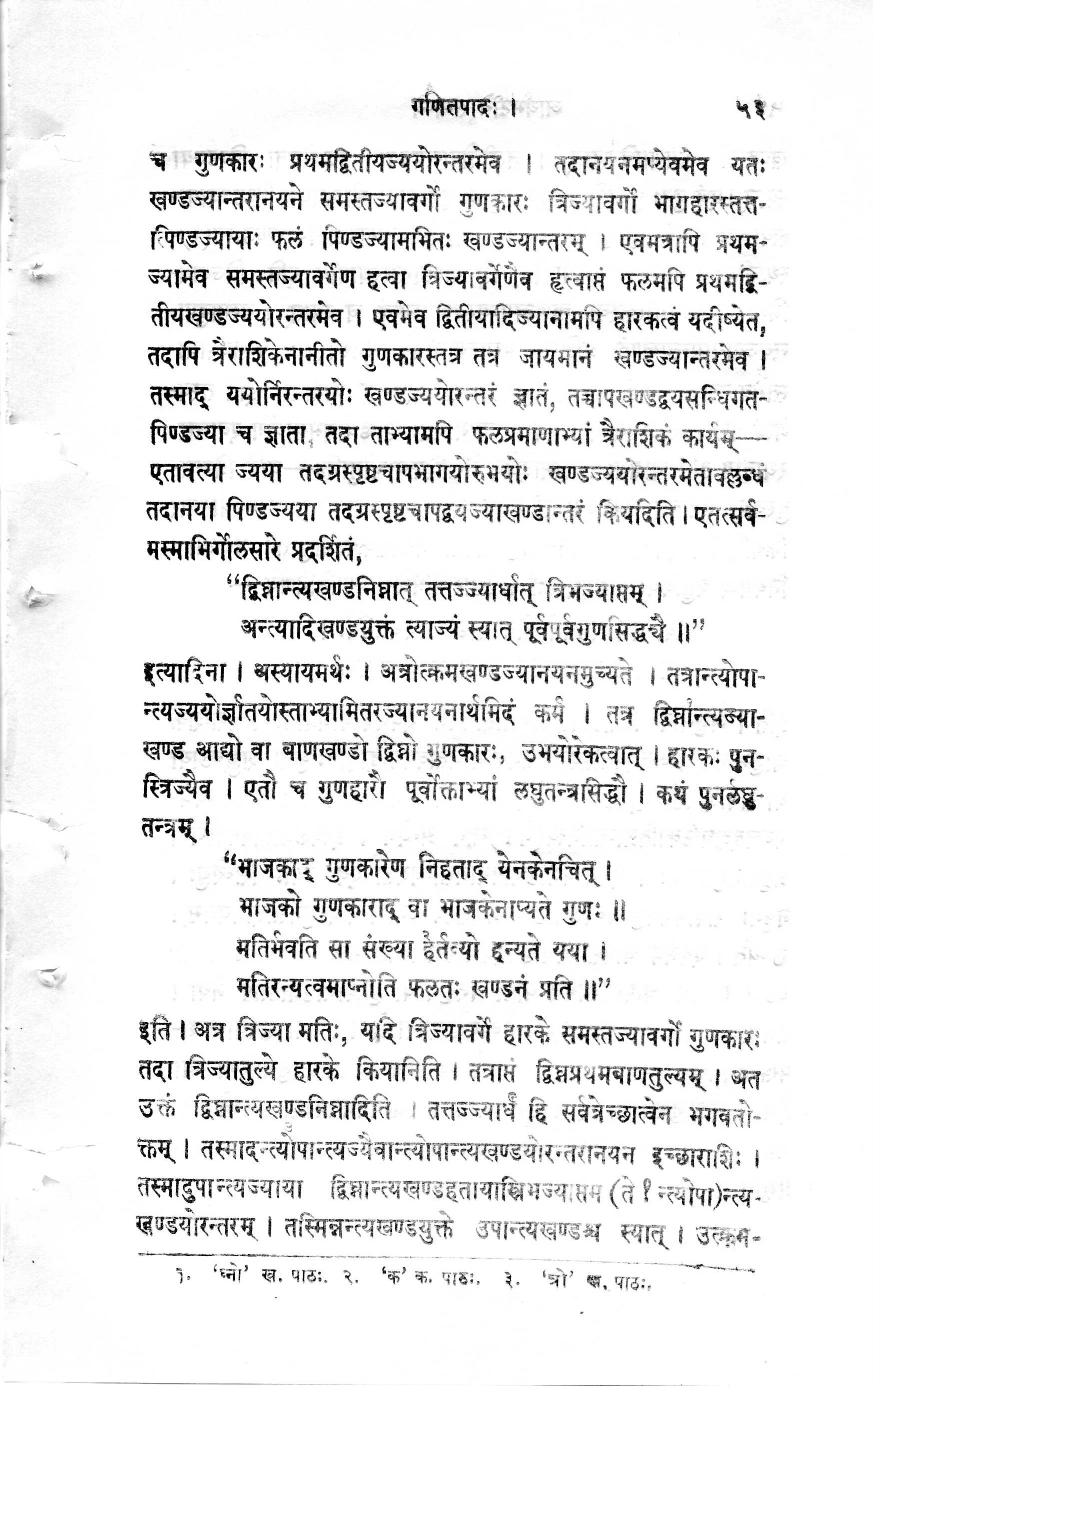 गणितपादः । ५३
च गुणकारः प्रथमद्वितीयज्ययोरन्तरमेव । तदानयनमप्येवमेव यतः
खण्डज्यान्तरानयने समस्तज्यावर्गो गुणकारः त्रिज्यावर्गो भागहारस्तत्त-
त्पिण्डज्यायाः फलं पिण्डज्यामभितः खण्डज्यान्तरम् । एवमत्रापि प्रथम-
ज्यामेव समस्तज्यावर्गेण हत्वा त्रिज्यावर्गेणैव हृत्वाप्तं फलमपि प्रथमद्वि-
तीयखण्डज्ययोरन्तरमेव । एवमेव द्वितीयादिज्यानामपि हारकत्वं यदीष्येत,
तदापि त्रैराशिकेनानीतो गुणकारस्तत्र तत्र जायमानं खण्डज्यान्तरमेव ।
तस्माद् ययोर्निरन्तरयोः खण्डज्ययोरन्तरं ज्ञातं, तच्चापखण्डद्वयसन्धिगत-
पिण्डज्या च ज्ञाता, तदा ताभ्यामपि फलप्रमाणाभ्यां त्रैराशिकं कार्यम्—
एतावत्या ज्यया तदग्रस्पृष्टचापभागयोरुभयोः खण्डज्ययोरन्तरमेतावल्लब्धं
तदानया पिण्डज्यया तदग्रस्पृष्टचापद्वयज्याखण्डान्तरं कियदिति । एतत्सर्व-
मस्माभिर्गोलसारे प्रदर्शितं,
“द्विघ्नान्त्यखण्डनिघ्नात् तत्तज्ज्यार्धात् त्रिभज्याप्तम् ।
अन्त्यादिखण्डयुक्तं त्याज्यं स्यात् पूर्वपूर्वगुणसिद्ध्यै ॥”
इत्यादिना । अस्यायमर्थः । अत्रोत्क्रमखण्डज्यानयनमुच्यते । तत्रान्त्योपा-
न्त्यज्ययोर्ज्ञातयोस्ताभ्यामितरज्यानयनार्थमिदं कर्म । तत्र द्विघ्नान्त्यज्या-
खण्ड आद्यो वा बाणखण्डो द्विघ्नो गुणकारः, उभयोरेकत्वात् । हारकः पुन-
स्त्रिज्यैव । एतौ च गुणहारौ पूर्वोक्ताभ्यां लघुतन्त्रसिद्धौ । कथं पुनर्लघु-
तन्त्रम् ।
“भाजकाद् गुणकारेण निहताद् येनकेनचित् ।
भाजको गुणकाराद् वा भाजकेनाप्यते गुणः ॥
मतिर्भवति सा संख्या हर्तव्यो हन्यते यया ।
मतिरन्यत्वमाप्नोति फलतः खण्डनं प्रति ॥”
इति । अत्र त्रिज्या मतिः, यदि त्रिज्यावर्गे हारके समस्तज्यावर्गो गुणकारः
तदा त्रिज्यातुल्ये हारके कियानिति । तत्राप्तं द्विघ्नप्रथमबाणतुल्यम् । अत
उक्तं द्विघ्नान्त्यखण्डनिघ्नादिति । तत्तज्ज्यार्धं हि सर्वत्रेच्छात्वेन भगवतो-
क्तम् । तस्मादन्त्योपान्त्यज्यैवान्त्योपान्त्यखण्डयोरन्तरानयन इच्छाराशिः ।
तस्मादुपान्त्यज्याया द्विघ्नान्त्यखण्डहतायास्त्रिभज्याप्तम (ते ? न्त्योपा)न्त्य-
खण्डयोरन्तरम् । तस्मिन्नन्त्यखण्डयुक्ते उपान्त्यखण्डश्च स्यात् । उत्क्रम-
१. ‘घ्नो’ ख. पाठः. २. ‘क’ क. पाठः. ३. ‘त्रो’ ख. पाठः.